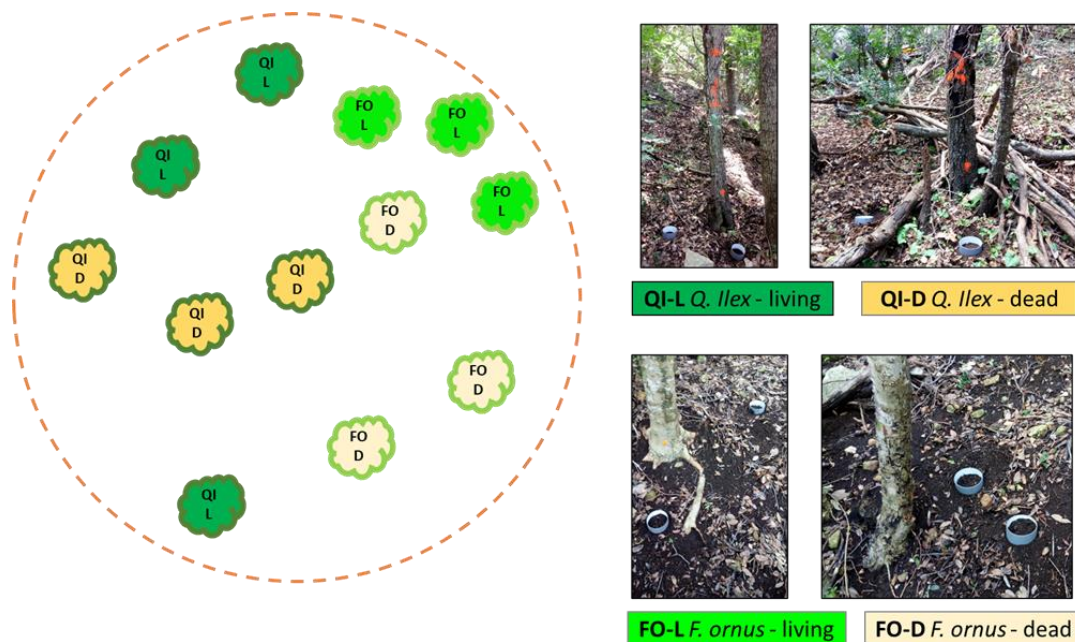 QI
L
FO
L
FO
L
QI
L
FO
L
FO
D
QI
D
QI
D
QI
D
FO
D
FO
D
QI
L
QI-L Q. Ilex - living
QI-D Q. Ilex - dead
FO-L F. ornus - living
FO-D F. ornus - dead